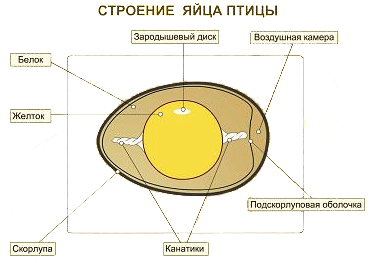 СТРОЕНИЕ ЯЙЦА ПТИЦЫ
Зародышевый диск
Воздушная камера
Белок
Желток
Подскорлуповая оболочка
Скорлупа
Канатики